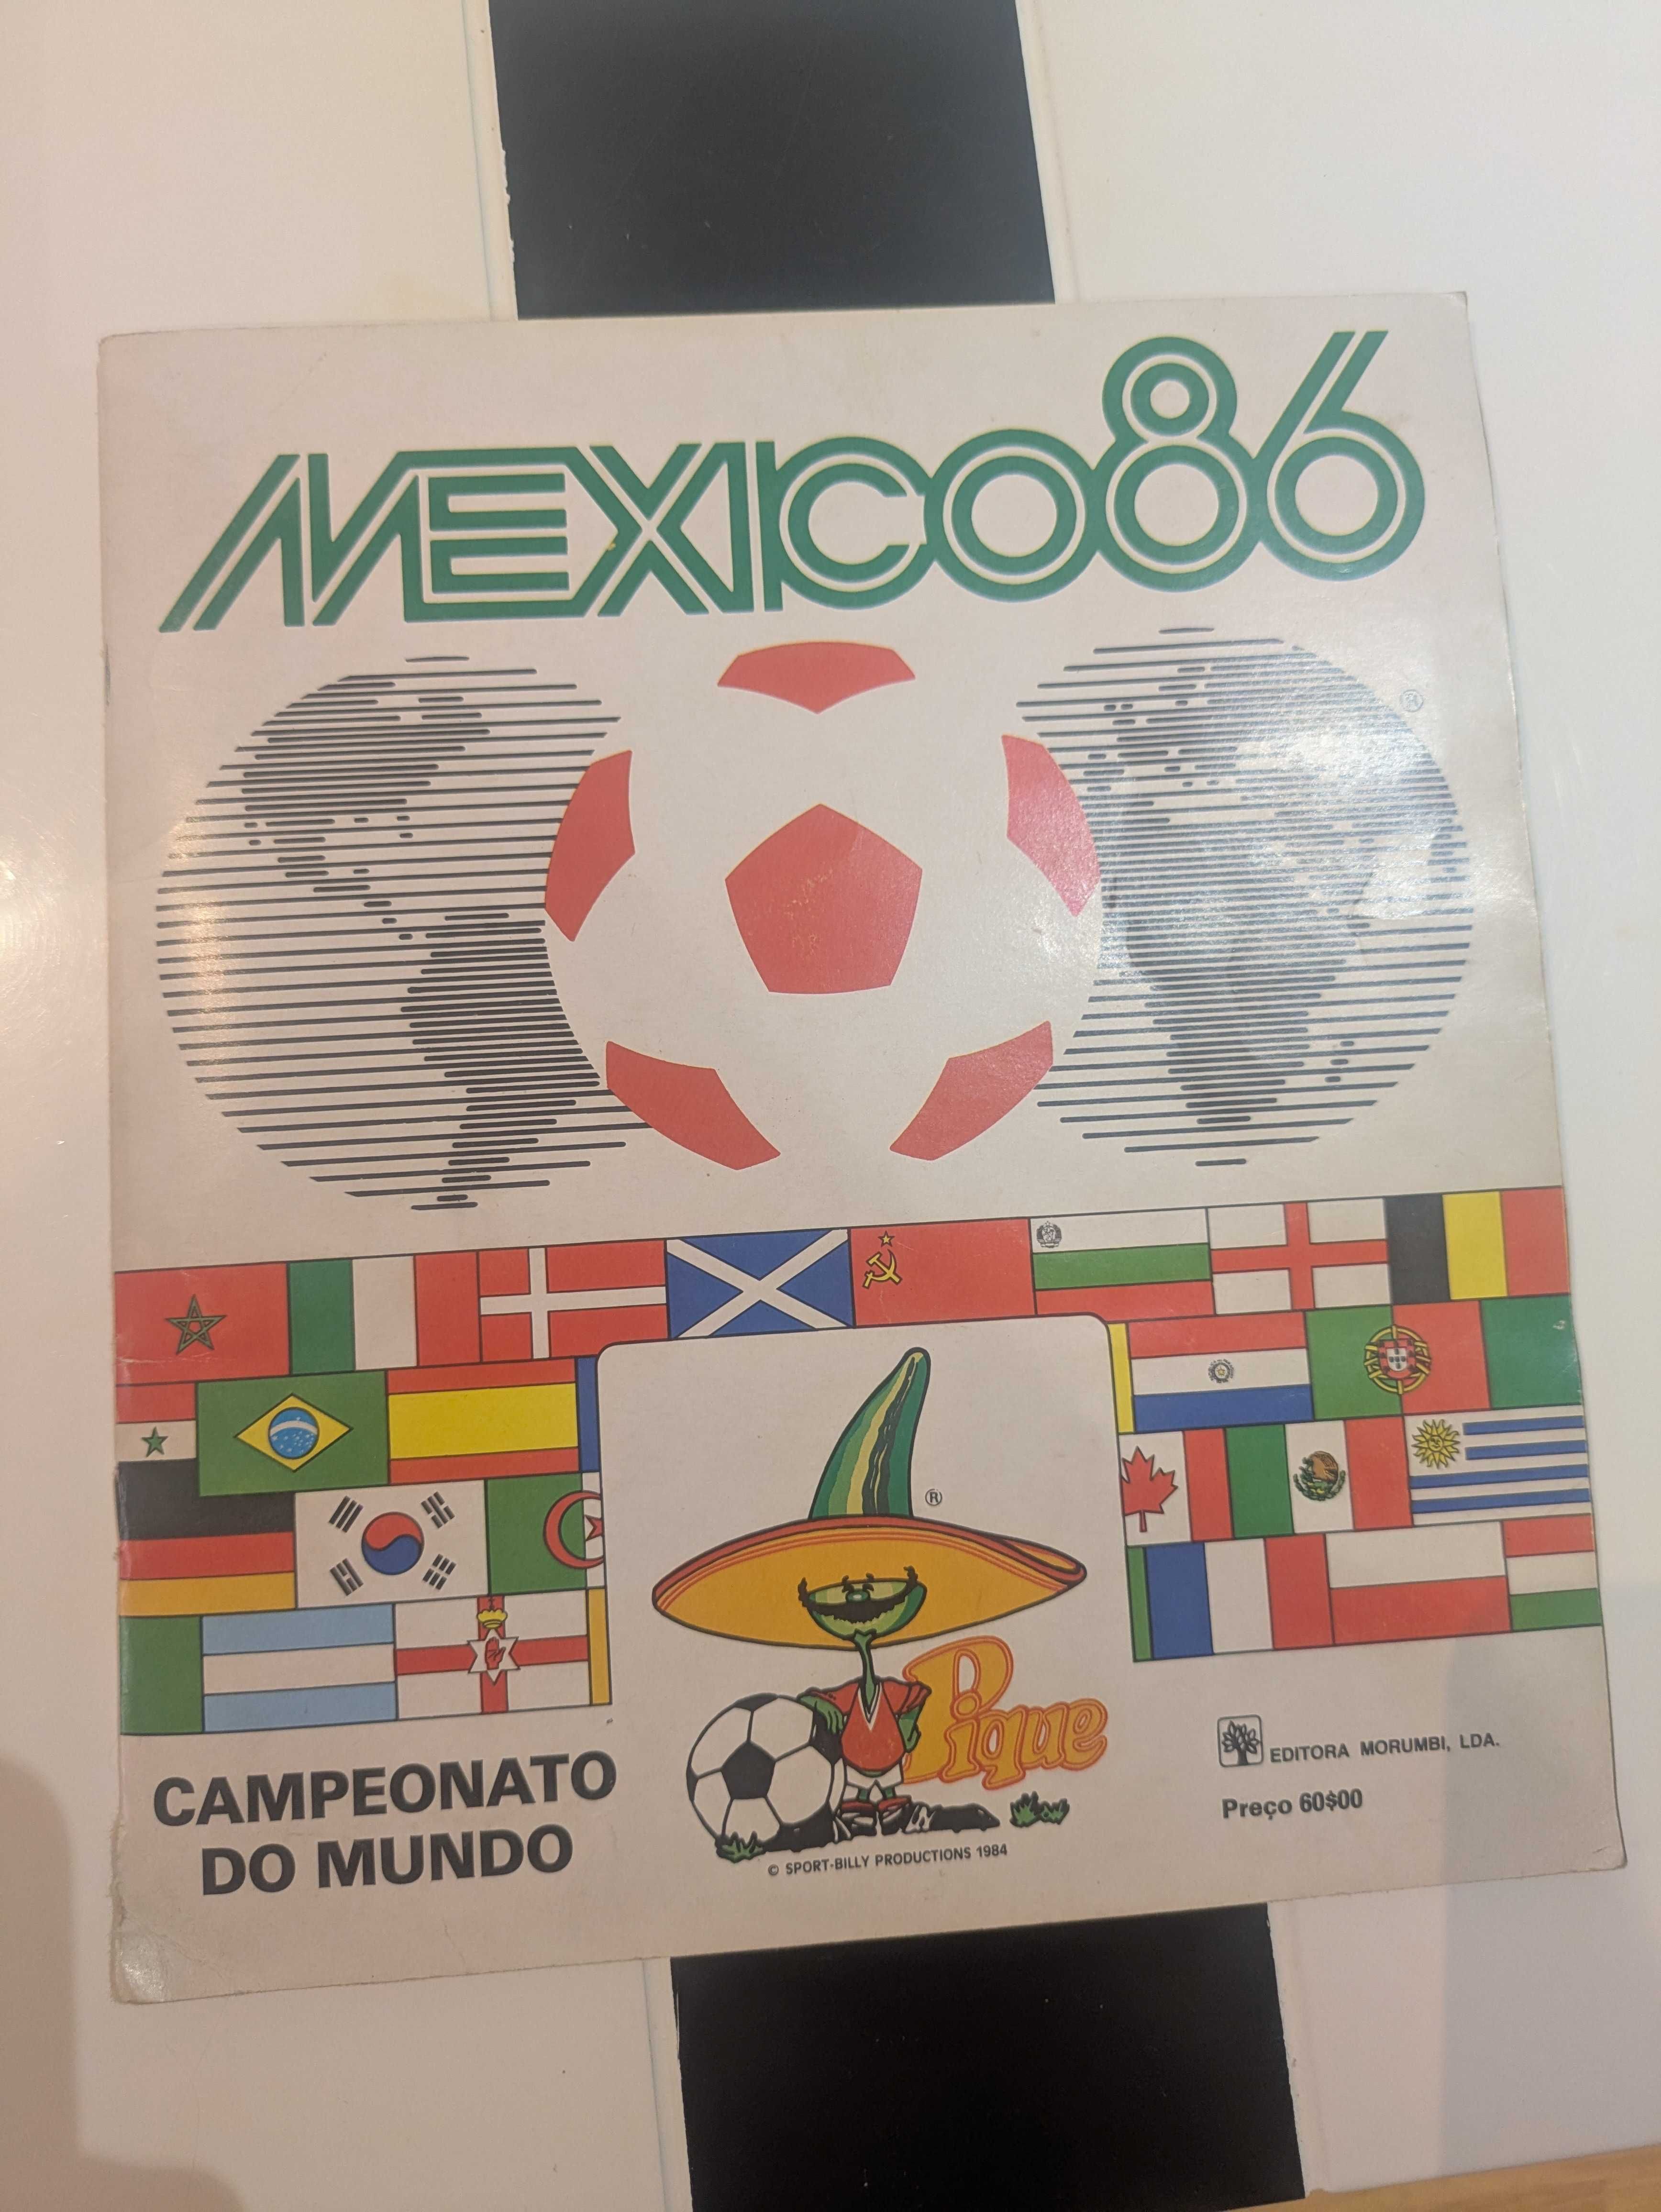 MEXICO86
®
®
Pique
© SPORT-BILLY PRODUCTIONS 1984
CAMPEONATO
DO MUNDO
EDITORA MORUMBI, LDA.
Preço 60$00